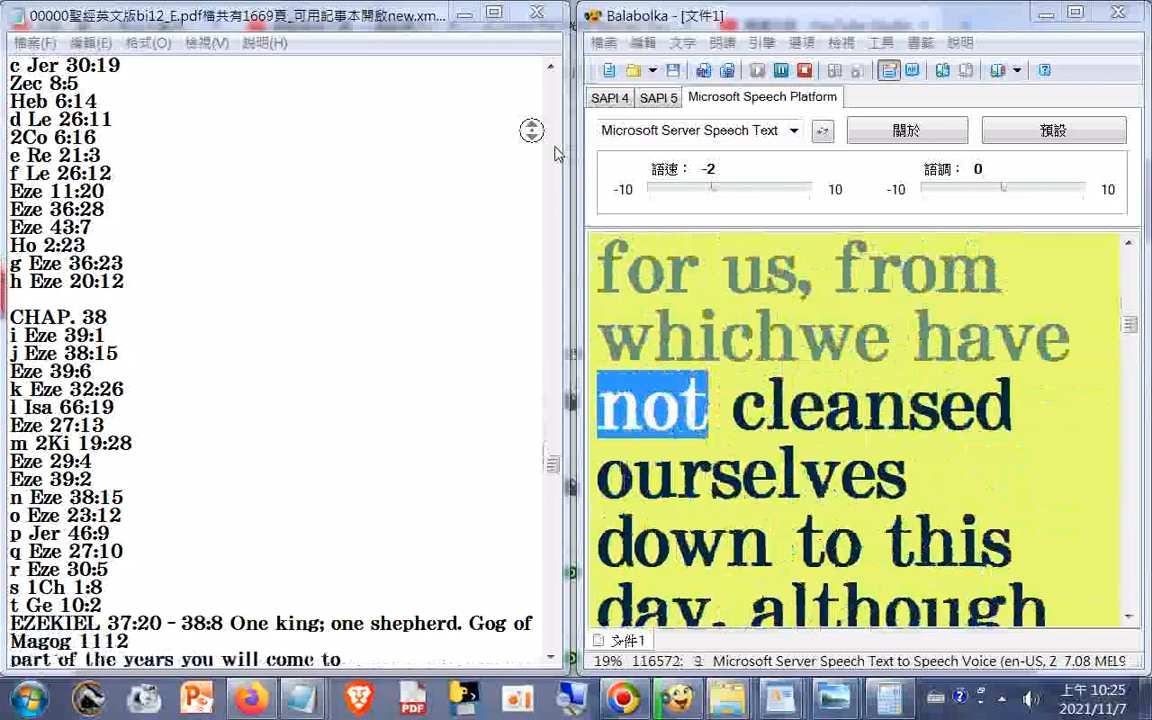 00000聖經英文版bi12_E.pdf檔共有1669頁_可用記事本開啟new.xm...
檔案(F) 編輯(E) 格式(O) 檢視(V) 說明(H)
c Jer 30:19
Zec 8:5
Heb 6:14
d Le 26:11
2Co 6:16
e Re 21:3
f Le 26:12
Eze 11:20
Eze 36:28
Eze 43:7
Ho 2:23
g Eze 36:23
h Eze 20:12
CHAP. 38
i Eze 39:1
j Eze 38:15
Eze 39:6
k Eze 32:26
l Isa 66:19
Eze 27:13
m 2Ki 19:28
Eze 29:4
Eze 39:2
n Eze 38:15
o Eze 23:12
p Jer 46:9
q Eze 27:10
r Eze 30:5
s 1Ch 1:8
t Ge 10:2
EZEKIEL 37:20 - 38:8 One king; one shepherd. Gog of
Magog 1112
part of the years you will come to
Balabolka - [文件1]
檔案 編輯 文字 朗讀 引擎 選項 檢視 工具 書籤 說明
SAPI 4 SAPI 5 Microsoft Speech Platform
Microsoft Server Speech Text 關於 預設
語速： -2 語調： 0
-10 10 -10 10
for us, from
whichwe have
not cleansed
ourselves
down to this
day, although
文件1
19% 116572: Microsoft Server Speech Text to Speech Voice (en-US, 7.08
PDF
上午 10:25
2021/11/7